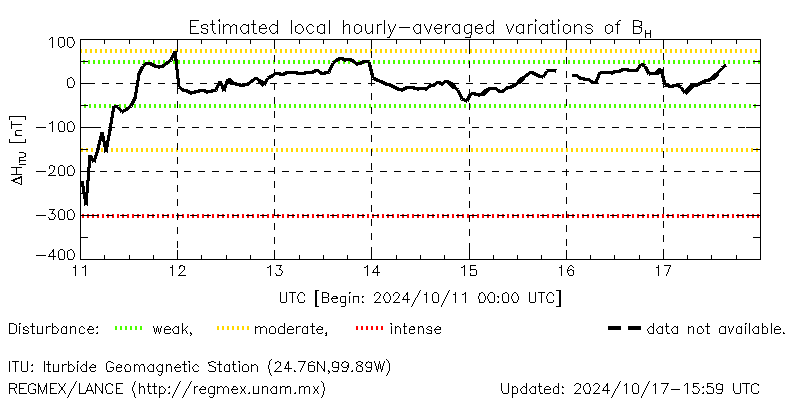 Estimated local hourly-averaged variations of B_H
100
0
-100
-200
-300
-400
ΔH_ITU [nT]
11 12 13 14 15 16 17
UTC [Begin: 2024/10/11 00:00 UTC]
Disturbance: weak, moderate, intense data not available.
ITU: Iturbide Geomagnetic Station (24.76N,99.89W)
REGMEX/LANCE (http://regmex.unam.mx) Updated: 2024/10/17-15:59 UTC